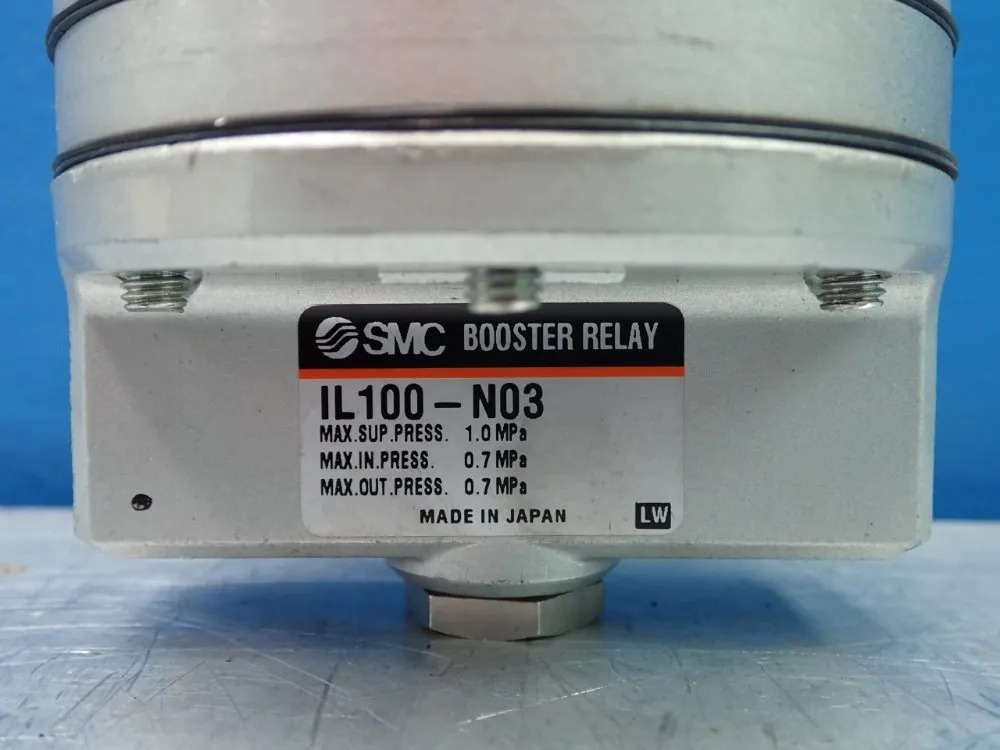 SMC BOOSTER RELAY
IL100-N03
MAX.SUP.PRESS. 1.0 MPa
MAX.IN.PRESS. 0.7 MPa
MAX.OUT.PRESS. 0.7 MPa
MADE IN JAPAN LW